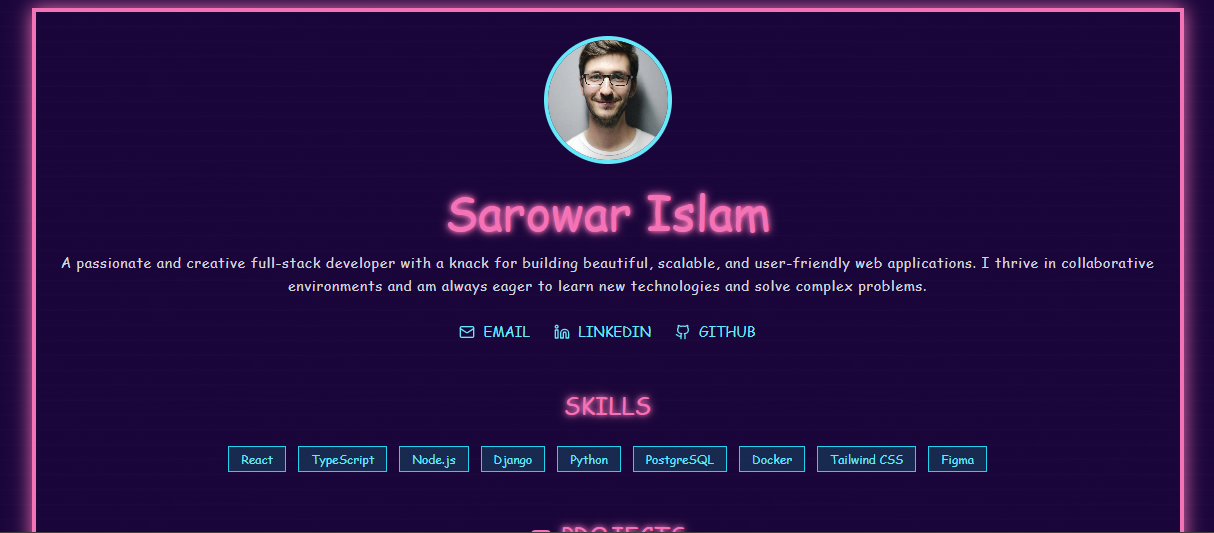 Sarowar Islam
A passionate and creative full-stack developer with a knack for building beautiful, scalable, and user-friendly web applications. I thrive in collaborative
environments and am always eager to learn new technologies and solve complex problems.
EMAIL LINKEDIN GITHUB
SKILLS
React TypeScript Node.js Django Python PostgreSQL Docker Tailwind CSS Figma
PROJECTS